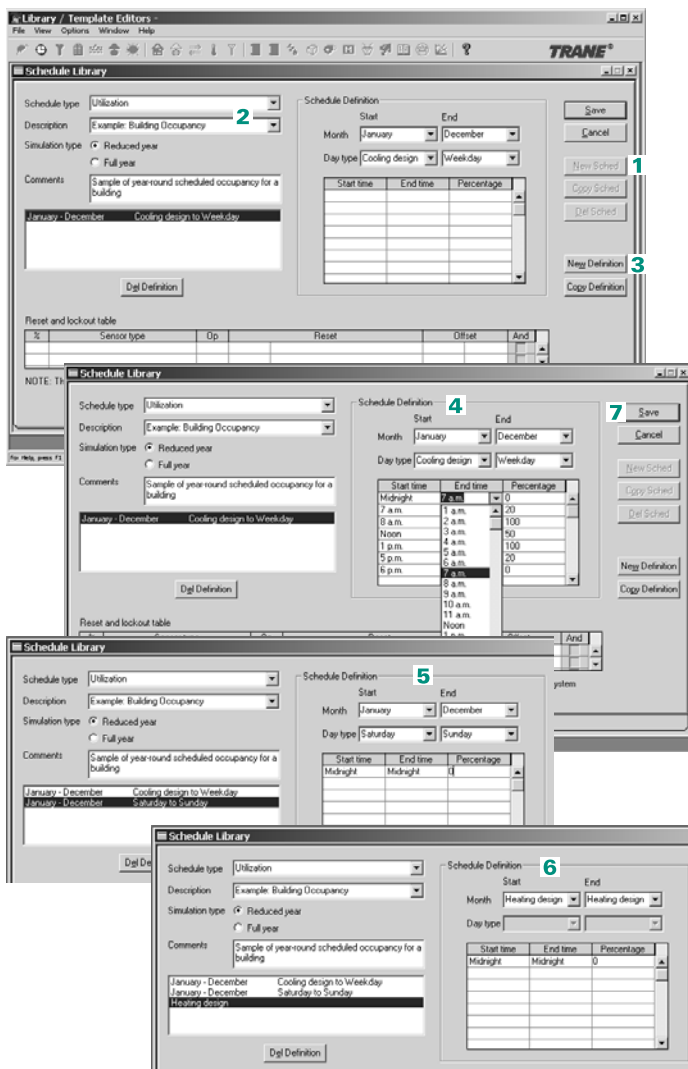 Library / Template Editors -
File View Options Window Help
TRANE®
Schedule Library
Schedule type Utilization
Description Example: Building Occupancy 2
Simulation type Reduced year
Full year
Comments Sample of year-round scheduled occupancy for a
building
January - December Cooling design to Weekday
Del Definition
Schedule Definition
Start End
Month January December
Day type Cooling design Weekday
Start time End time Percentage
Save
Cancel
New Sched 1
Copy Sched
Del Sched
New Definition 3
Copy Definition
Reset and lockout table
% Sensor type Op Reset Offset And
NOTE: Th
For Help, press F1
Schedule Library
Schedule type Utilization
Description Example: Building Occupancy
Simulation type Reduced year
Full year
Comments Sample of year-round scheduled occupancy for a
building
January - December Cooling design to Weekday
Del Definition
Schedule Definition 4
Start End
Month January December
Day type Cooling design Weekday
Start time End time Percentage
Midnight 7 a.m. 0
7 a.m. 20
8 a.m. 100
Noon 50
1 p.m. 100
5 p.m. 20
6 p.m. 0
1 a.m.
2 a.m.
3 a.m.
4 a.m.
5 a.m.
6 a.m.
7 a.m.
8 a.m.
9 a.m.
10 a.m.
11 a.m.
Noon
7 Save
Cancel
New Sched
Copy Sched
Del Sched
New Definition
Copy Definition
Reset and lockout table
And
ystem
Schedule Library
Schedule type Utilization
Description Example: Building Occupancy
Simulation type Reduced year
Full year
Comments Sample of year-round scheduled occupancy for a
building
January - December Cooling design to Weekday
January - December Saturday to Sunday
Del De
Schedule Definition 5
Start End
Month January December
Day type Saturday Sunday
Start time End time Percentage
Midnight Midnight 0
Schedule Library
Schedule type Utilization
Description Example: Building Occupancy
Simulation type Reduced year
Full year
Comments Sample of year-round scheduled occupancy for a
building
January - December Cooling design to Weekday
January - December Saturday to Sunday
Heating design
Del Definition
Schedule Definition 6
Start End
Month Heating design Heating design
Day type
Start time End time Percentage
Midnight Midnight 0